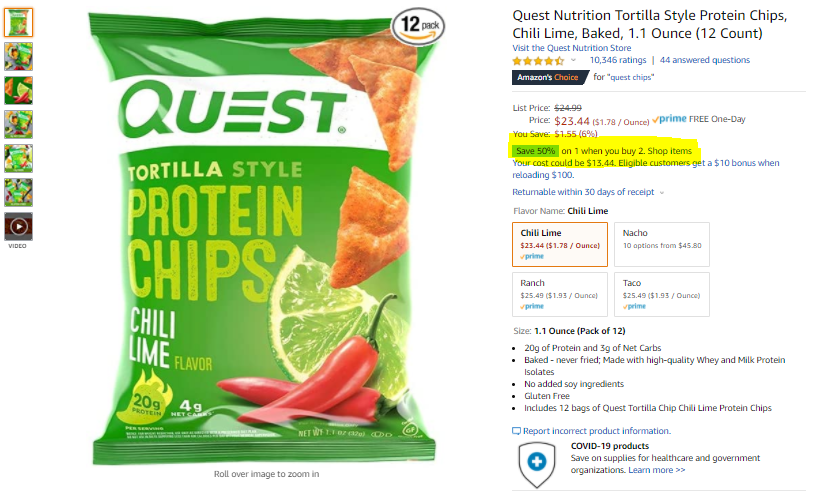 VIDEO
12 pack
QUEST
TORTILLA STYLE
PROTEIN
CHIPS
CHILI
LIME FLAVOR
20g
PROTEIN
4g
NET CARBS
PER SERVING
NET WT. 1.1 OZ (32g)
GF
Roll over image to zoom in
Quest Nutrition Tortilla Style Protein Chips,
Chili Lime, Baked, 1.1 Ounce (12 Count)
Visit the Quest Nutrition Store
10,346 ratings | 44 answered questions
Amazon's Choice for "quest chips"
List Price: $24.99
Price: $23.44 ($1.78 / Ounce) prime FREE One-Day
You Save: $1.55 (6%)
Save 50% on 1 when you buy 2. Shop items
Your cost could be $13.44. Eligible customers get a $10 bonus when
reloading $100.
Returnable within 30 days of receipt
Flavor Name: Chili Lime
Chili Lime
$23.44 ($1.78 / Ounce)
prime
Nacho
10 options from $45.80
Ranch
$25.49 ($1.93 / Ounce)
prime
Taco
$25.49 ($1.93 / Ounce)
prime
Size: 1.1 Ounce (Pack of 12)
20g of Protein and 3g of Net Carbs
Baked - never fried; Made with high-quality Whey and Milk Protein
Isolates
No added soy ingredients
Gluten Free
Includes 12 bags of Quest Tortilla Chip Chili Lime Protein Chips
Report incorrect product information.
COVID-19 products
Save on supplies for healthcare and government
organizations. Learn more >>